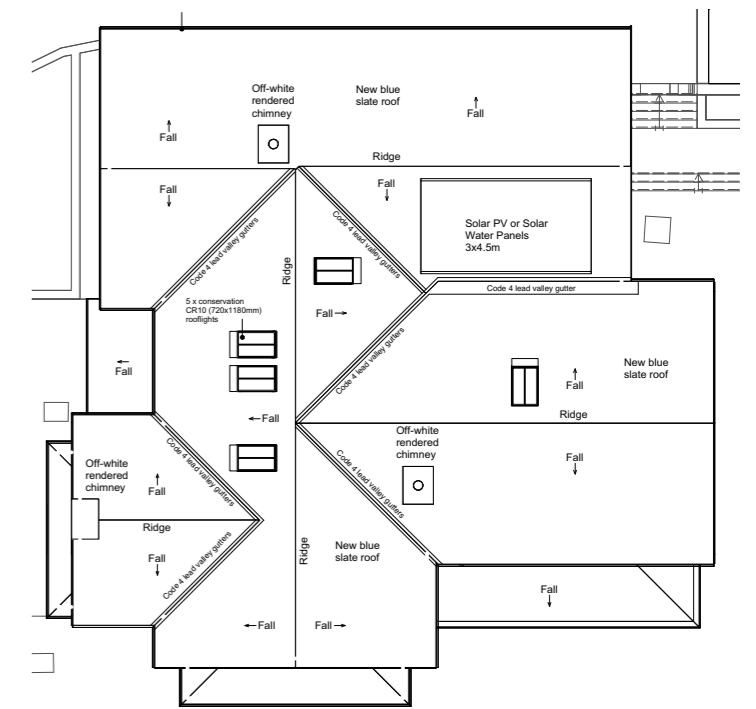 Off-white
rendered
chimney
New blue
slate roof
Fall
Fall
Ridge
Fall
Fall
Code 4 lead valley gutters
Code 4 lead valley gutters
Solar PV or Solar
Water Panels
3x4.5m
Ridge
Code 4 lead valley gutter
5 x conservation
CR10 (720x1180mm)
rooflights
Fall
Code 4 lead valley gutters
Fall
New blue
slate roof
Fall
Fall
Ridge
Off-white
rendered
chimney
Code 4 lead valley gutters
Code 4 lead valley gutters
Off-white
rendered
chimney
Fall
Fall
Ridge
Fall
Code 4 lead valley gutters
Ridge
New blue
slate roof
Fall
Fall
Fall